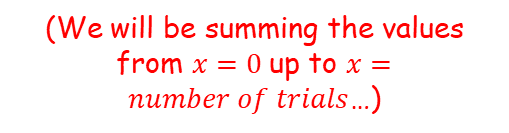 (We will be summing the values
from x = 0 up to x =
number of trials…)